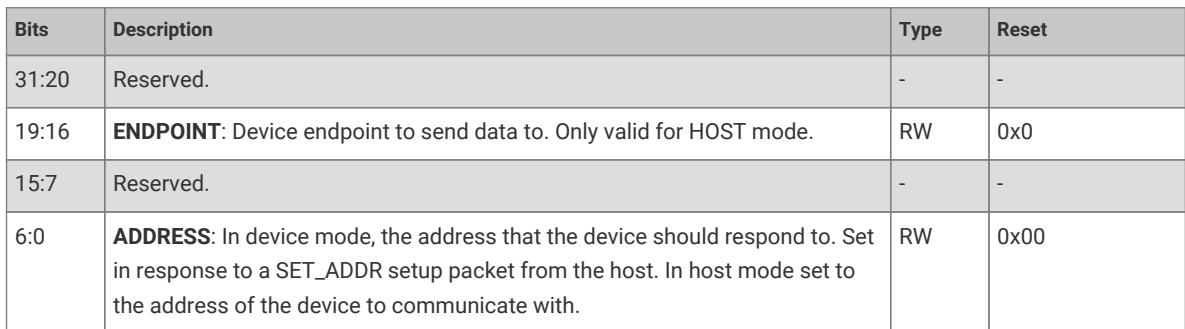 Bits Description Type Reset
31:20 Reserved. - -
19:16 ENDPOINT: Device endpoint to send data to. Only valid for HOST mode. RW 0x0
15:7 Reserved. - -
6:0 ADDRESS: In device mode, the address that the device should respond to. Set RW 0x00
in response to a SET_ADDR setup packet from the host. In host mode set to
the address of the device to communicate with.